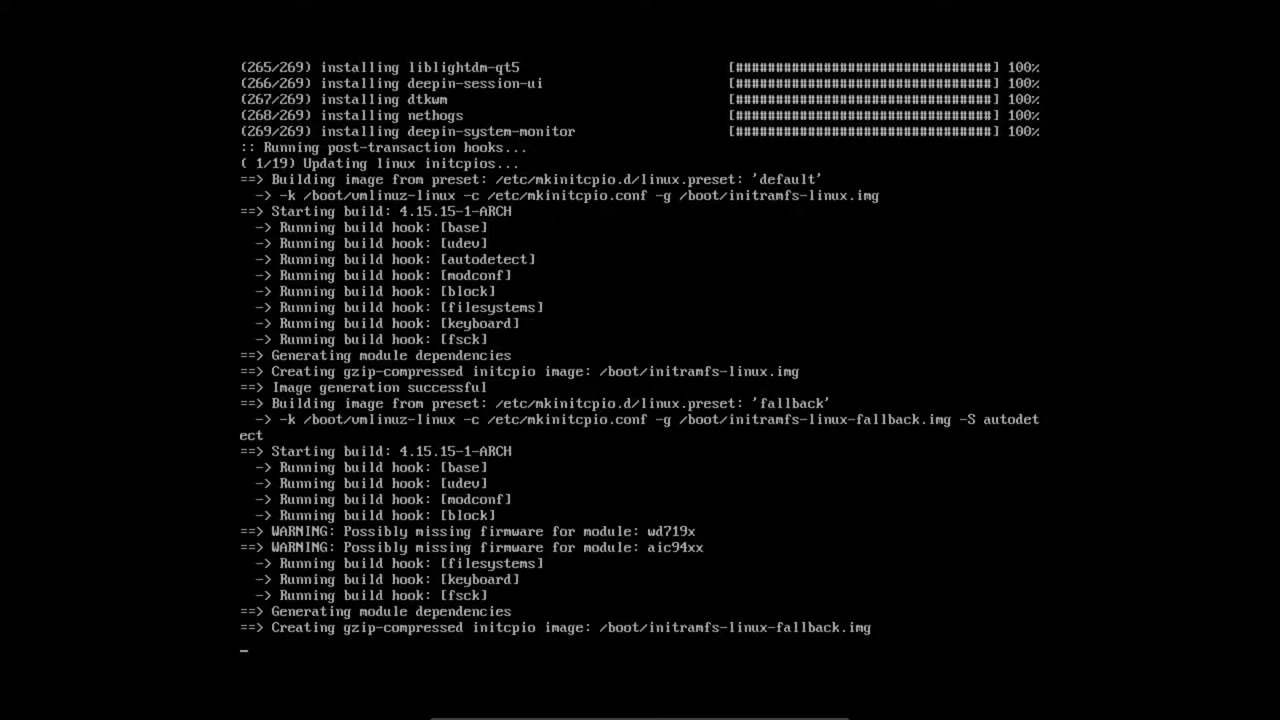 (265/269) installing liblightdm-qt5 [################################] 100%
(266/269) installing deepin-session-ui [################################] 100%
(267/269) installing dtkwm [################################] 100%
(268/269) installing nethogs [################################] 100%
(269/269) installing deepin-system-monitor [################################] 100%
:: Running post-transaction hooks...
( 1/19) Updating linux initcpios...
==> Building image from preset: /etc/mkinitcpio.d/linux.preset: 'default'
  -> -k /boot/vmlinuz-linux -c /etc/mkinitcpio.conf -g /boot/initramfs-linux.img
==> Starting build: 4.15.15-1-ARCH
  -> Running build hook: [base]
  -> Running build hook: [udev]
  -> Running build hook: [autodetect]
  -> Running build hook: [modconf]
  -> Running build hook: [block]
  -> Running build hook: [filesystems]
  -> Running build hook: [keyboard]
  -> Running build hook: [fsck]
==> Generating module dependencies
==> Creating gzip-compressed initcpio image: /boot/initramfs-linux.img
==> Image generation successful
==> Building image from preset: /etc/mkinitcpio.d/linux.preset: 'fallback'
  -> -k /boot/vmlinuz-linux -c /etc/mkinitcpio.conf -g /boot/initramfs-linux-fallback.img -S autodet
ect
==> Starting build: 4.15.15-1-ARCH
  -> Running build hook: [base]
  -> Running build hook: [udev]
  -> Running build hook: [modconf]
  -> Running build hook: [block]
==> WARNING: Possibly missing firmware for module: wd719x
==> WARNING: Possibly missing firmware for module: aic94xx
  -> Running build hook: [filesystems]
  -> Running build hook: [keyboard]
  -> Running build hook: [fsck]
==> Generating module dependencies
==> Creating gzip-compressed initcpio image: /boot/initramfs-linux-fallback.img
_